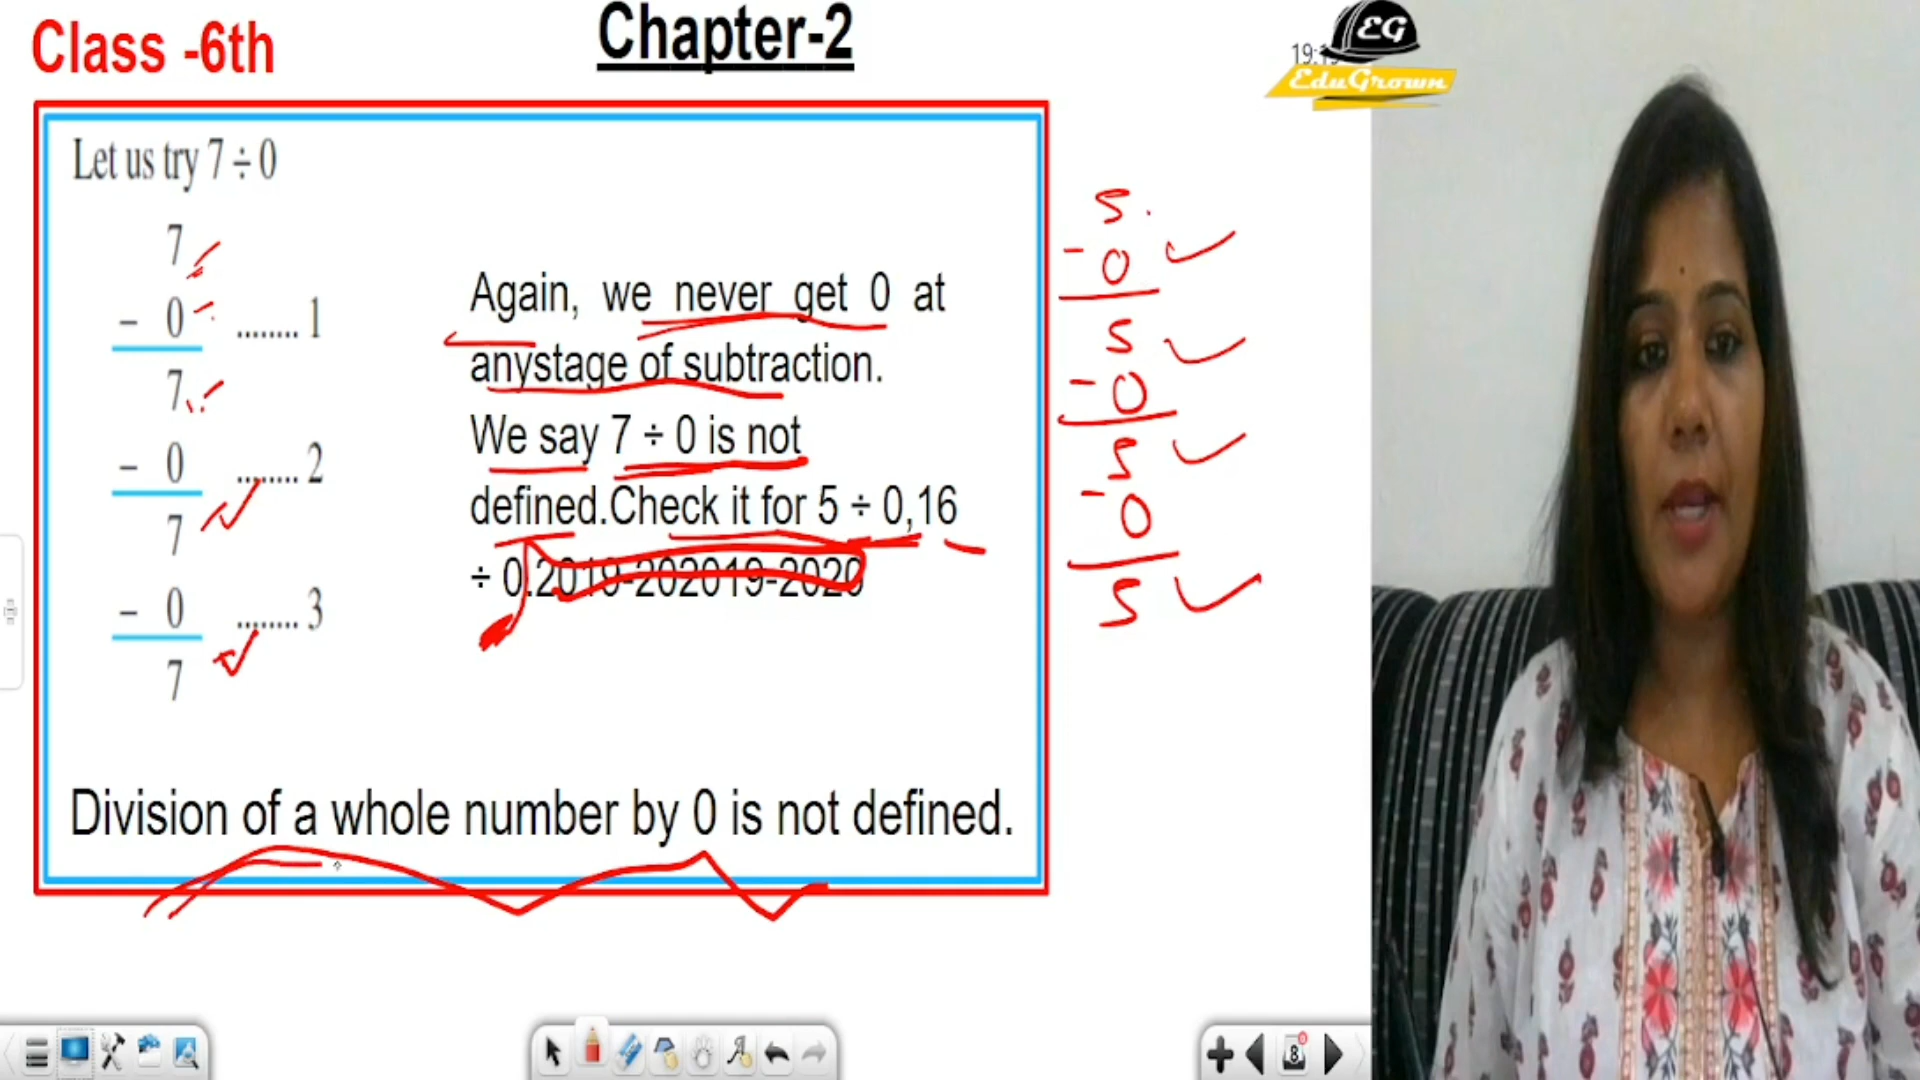 Class -6th
Chapter-2
EG
EduGrown
Let us try 7 ÷ 0
7
– 0 ........ 1
7
– 0 ........ 2
7
– 0 ........ 3
7
Again, we never get 0 at
anystage of subtraction.
We say 7 ÷ 0 is not
defined.Check it for 5 ÷ 0,16
÷ 0.2019-202019-2020
Division of a whole number by 0 is not defined.
5
- 0
5
- 0
5
- 0
5
8